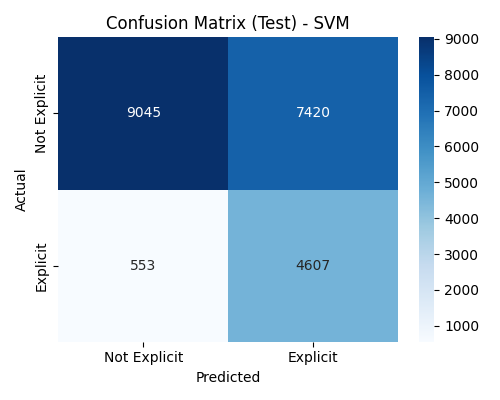 Confusion Matrix (Test) - SVM
Actual
Not Explicit
Explicit
9045 7420
553 4607
Not Explicit Explicit
Predicted
9000
8000
7000
6000
5000
4000
3000
2000
1000